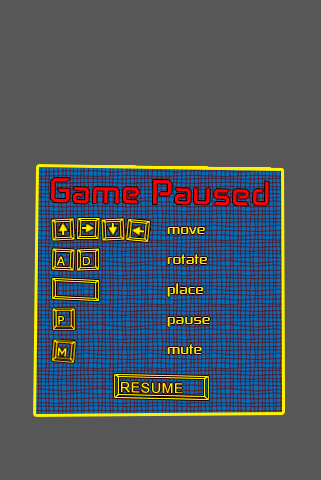 Game Paused
move
A D rotate
place
P pause
M mute
RESUME